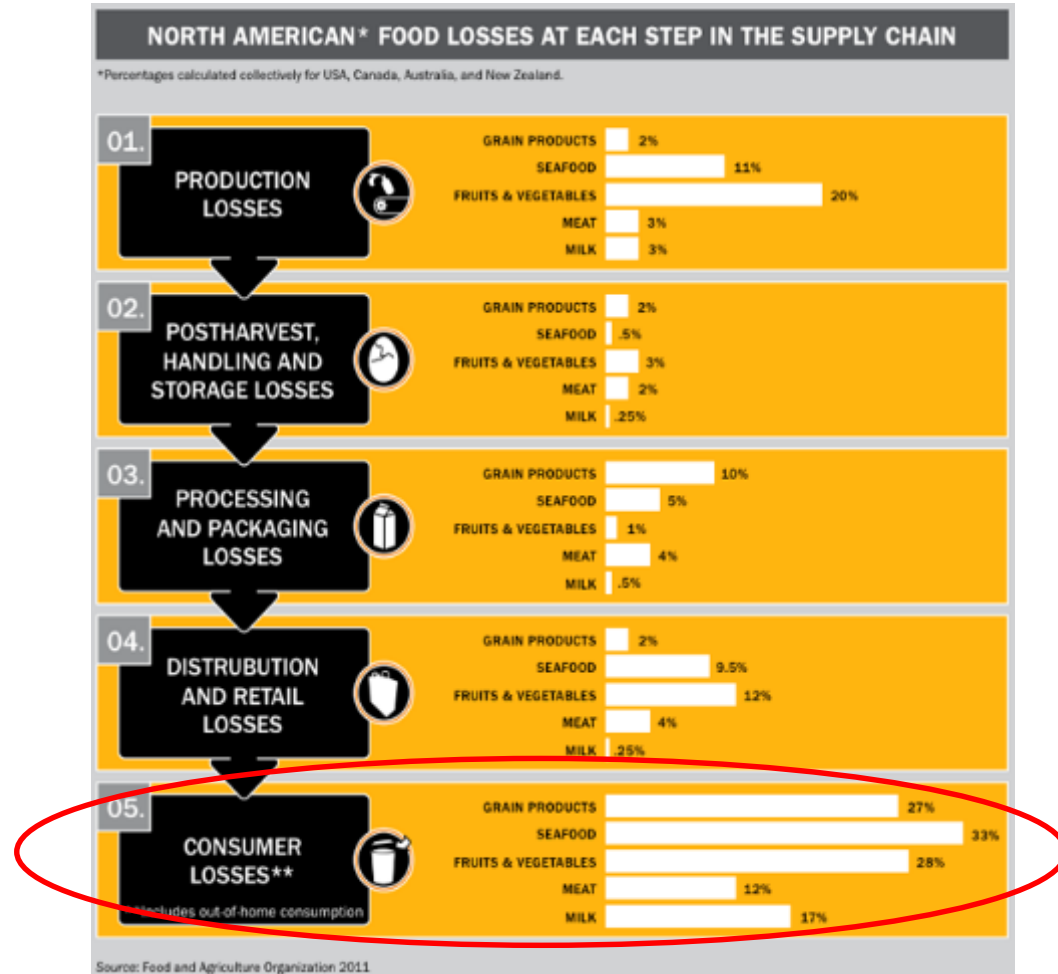 NORTH AMERICAN* FOOD LOSSES AT EACH STEP IN THE SUPPLY CHAIN
*Percentages calculated collectively for USA, Canada, Australia, and New Zealand.
01.
PRODUCTION
LOSSES
GRAIN PRODUCTS 2%
SEAFOOD 11%
FRUITS & VEGETABLES 20%
MEAT 3%
MILK 3%
02.
POSTHARVEST,
HANDLING AND
STORAGE LOSSES
GRAIN PRODUCTS 2%
SEAFOOD .5%
FRUITS & VEGETABLES 3%
MEAT 2%
MILK .25%
03.
PROCESSING
AND PACKAGING
LOSSES
GRAIN PRODUCTS 10%
SEAFOOD 5%
FRUITS & VEGETABLES 1%
MEAT 4%
MILK .5%
04.
DISTRUBUTION
AND RETAIL
LOSSES
GRAIN PRODUCTS 2%
SEAFOOD 9.5%
FRUITS & VEGETABLES 12%
MEAT 4%
MILK .25%
05.
CONSUMER
LOSSES**
**Includes out-of-home consumption
GRAIN PRODUCTS 27%
SEAFOOD 33%
FRUITS & VEGETABLES 28%
MEAT 12%
MILK 17%
Source: Food and Agriculture Organization 2011